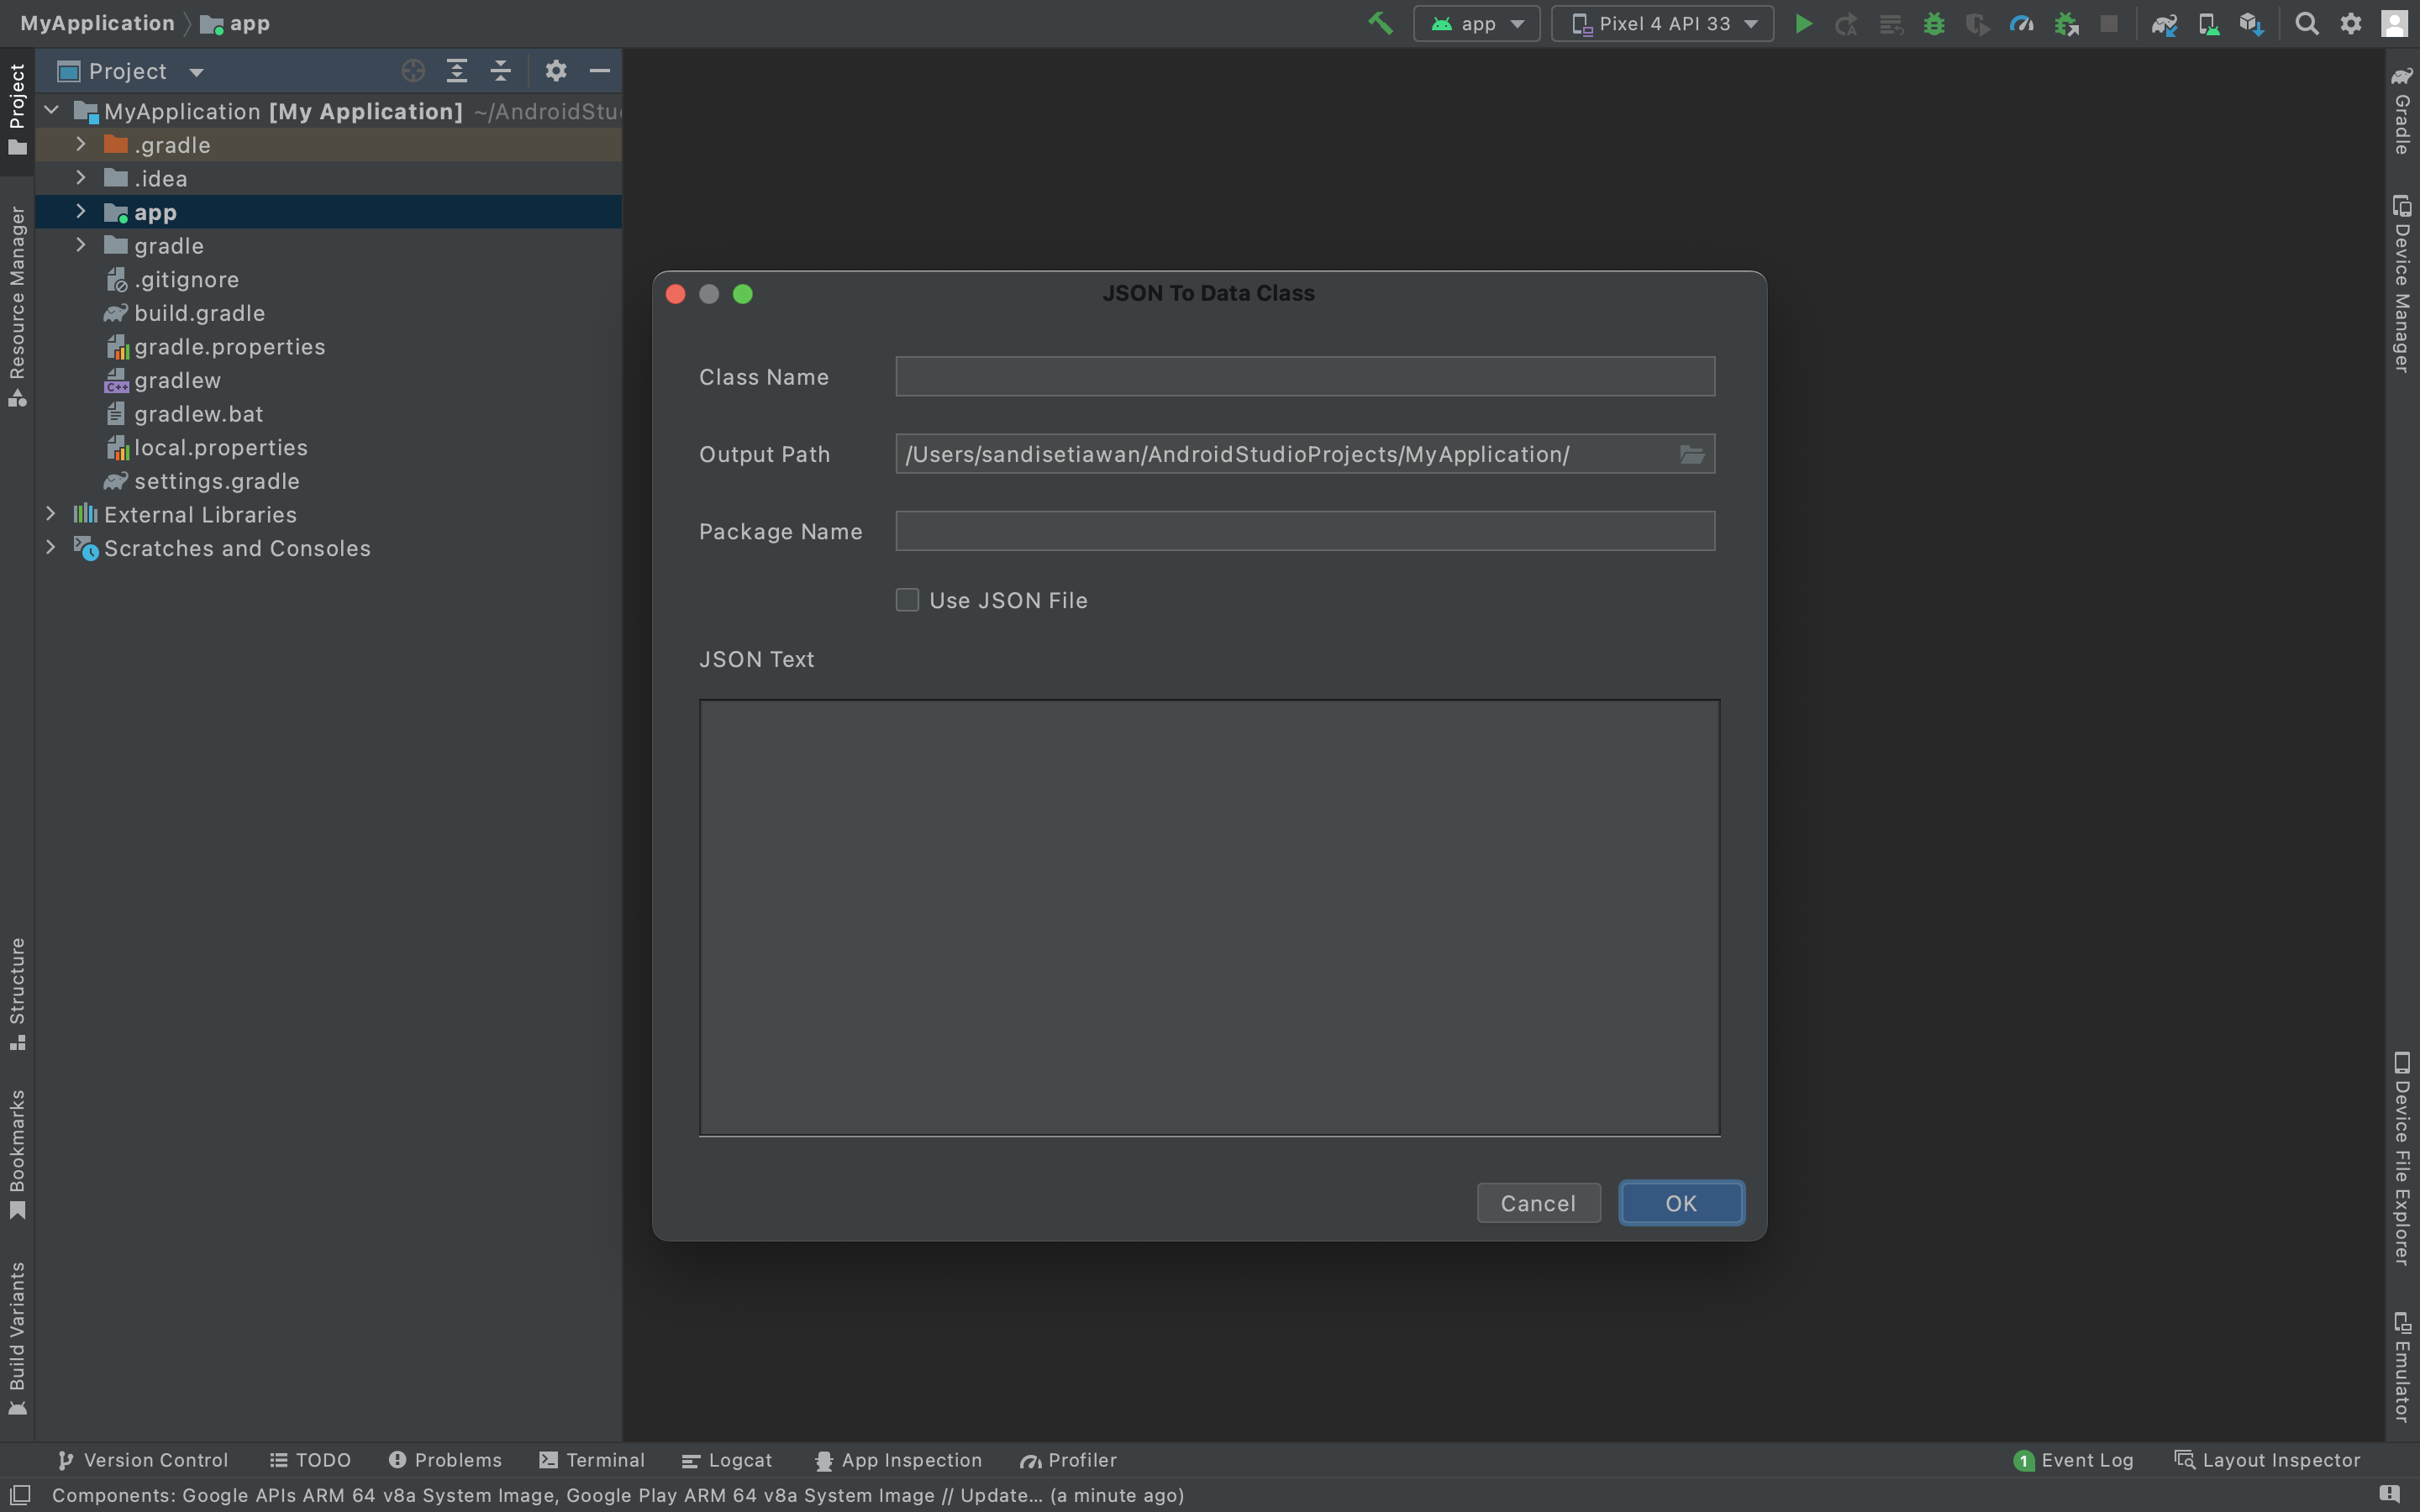 MyApplication app
app
Pixel 4 API 33
Project
MyApplication [My Application] ~/AndroidStu
.gradle
.idea
app
gradle
.gitignore
build.gradle
gradle.properties
gradlew
C++
gradlew.bat
local.properties
settings.gradle
External Libraries
Scratches and Consoles
Project
Resource Manager
Structure
Bookmarks
Build Variants
JSON To Data Class
Class Name
Output Path
/Users/sandisetiawan/AndroidStudioProjects/MyApplication/
Package Name
Use JSON File
JSON Text
Cancel
OK
Gradle
Device Manager
Device File Explorer
Emulator
Version Control
TODO
Problems
Terminal
Logcat
App Inspection
Profiler
1 Event Log
Layout Inspector
Components: Google APIs ARM 64 v8a System Image, Google Play ARM 64 v8a System Image // Update... (a minute ago)